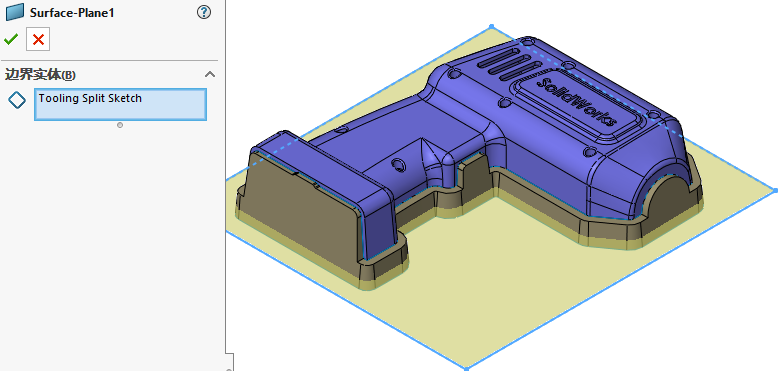 Surface-Plane1
边界实体(B)
Tooling Split Sketch
SolidWorks